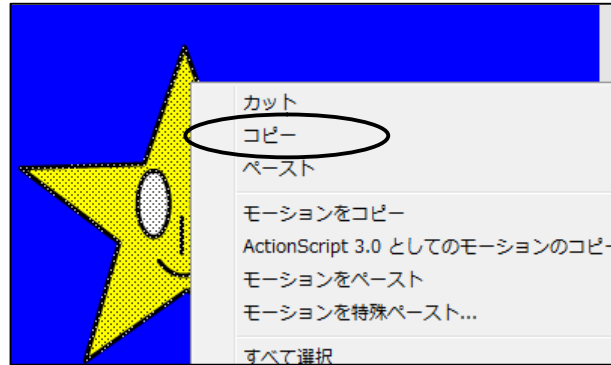 カット
コピー
ペースト
モーションをコピー
ActionScript 3.0 としてのモーションのコピー
モーションをペースト
モーションを特殊ペースト...
すべて選択